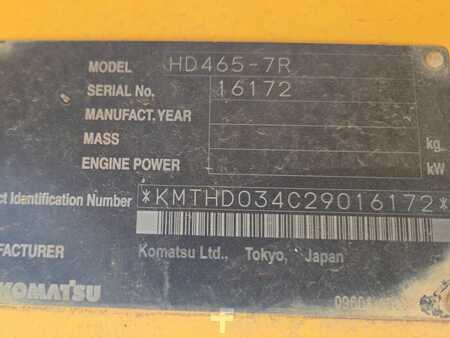 MODEL HD465-7R
SERIAL No. 16172
MANUFACT. YEAR
MASS kg
ENGINE POWER kW
ct Identification Number *KMTHD034C29016172*
FACTURER Komatsu Ltd., Tokyo, Japan
KOMATSU